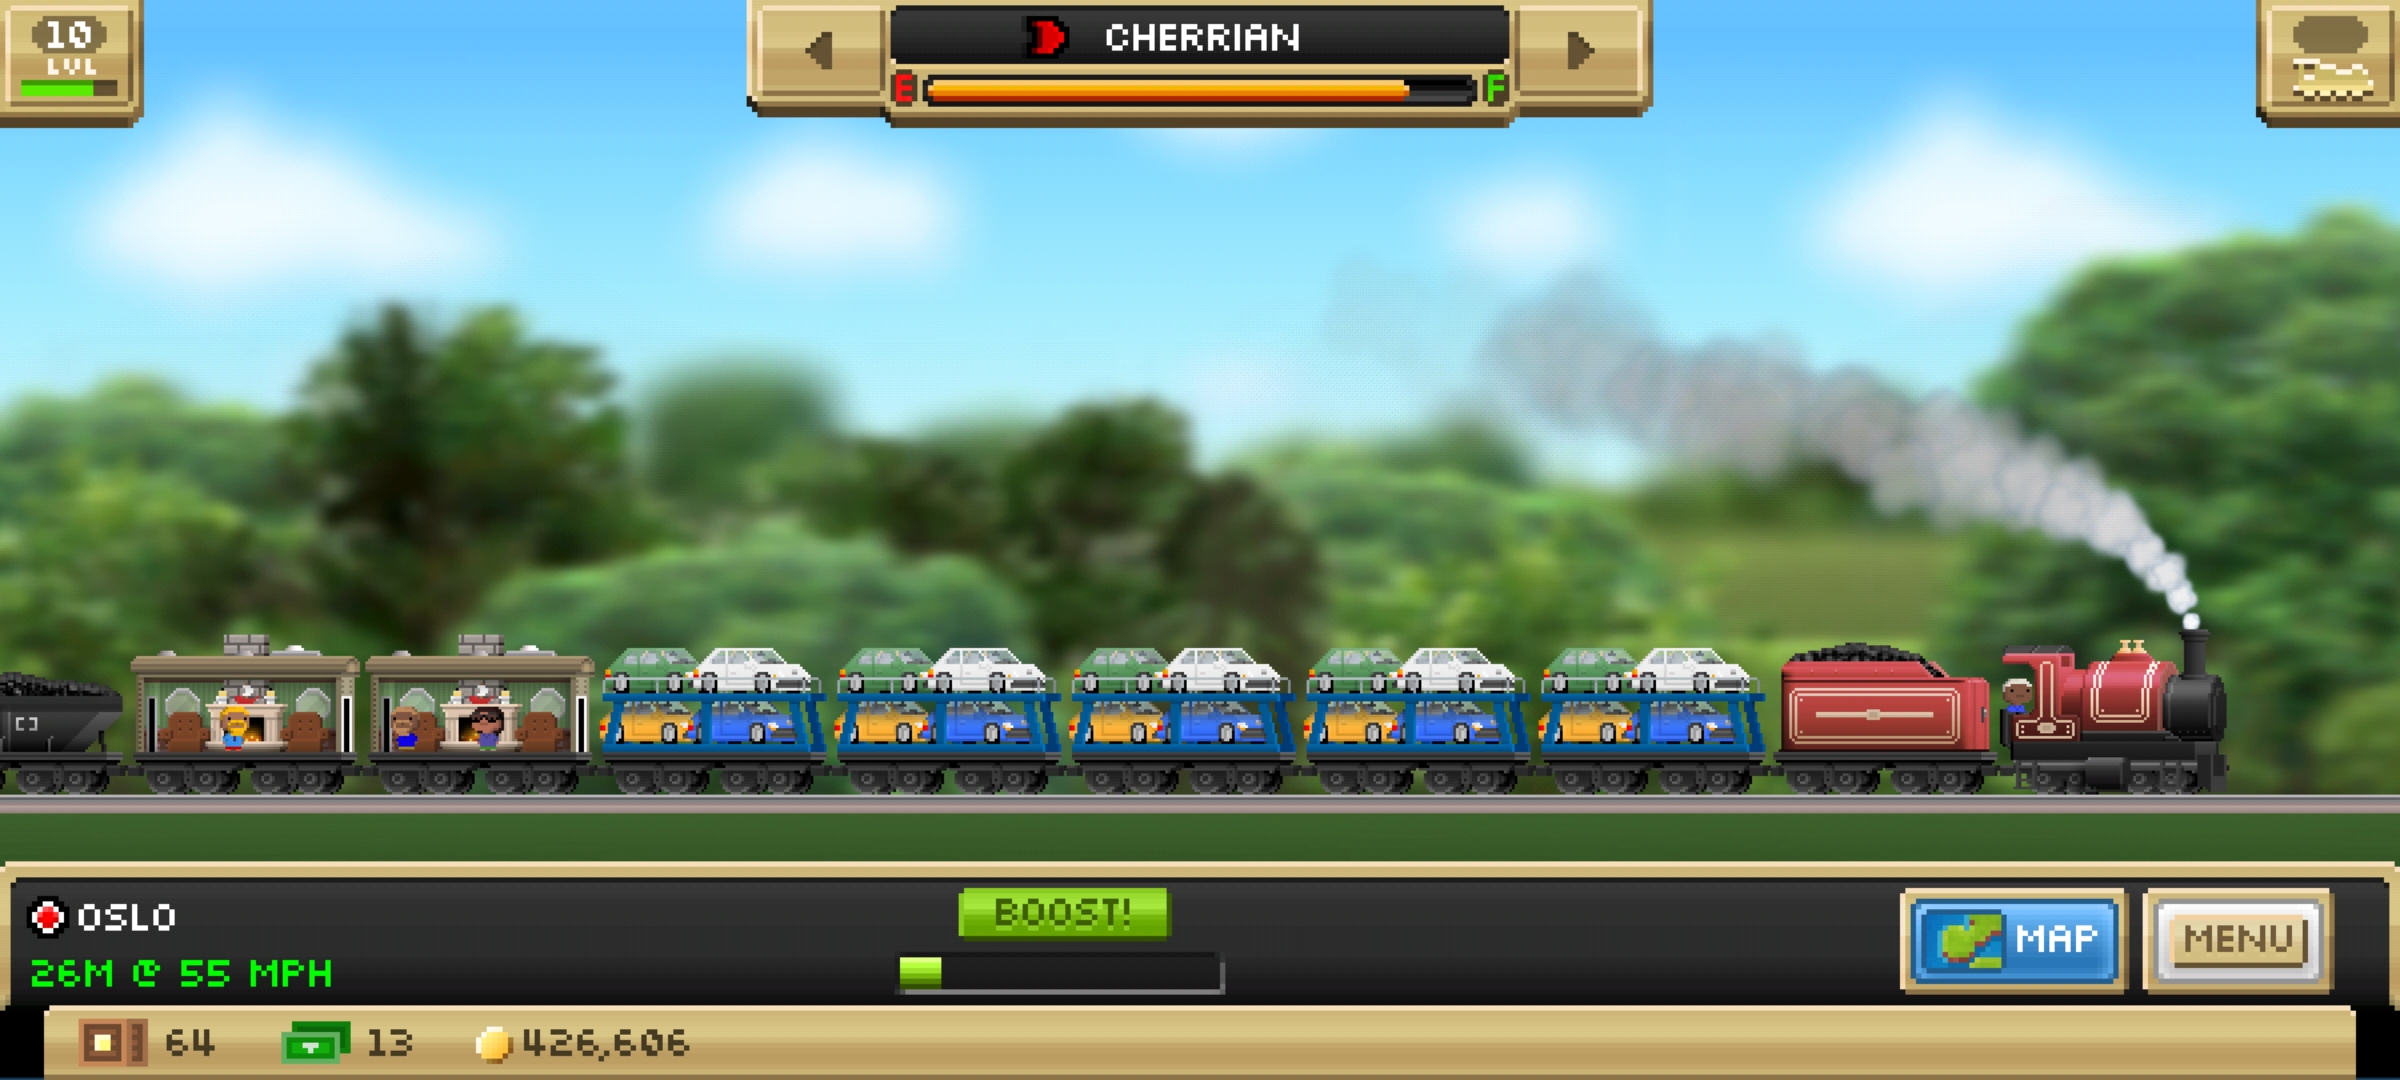 10
LVL
CHERRIAN
E F
OSLO
26M @ 55 MPH
BOOST!
MAP
MENU
64
13
426,606